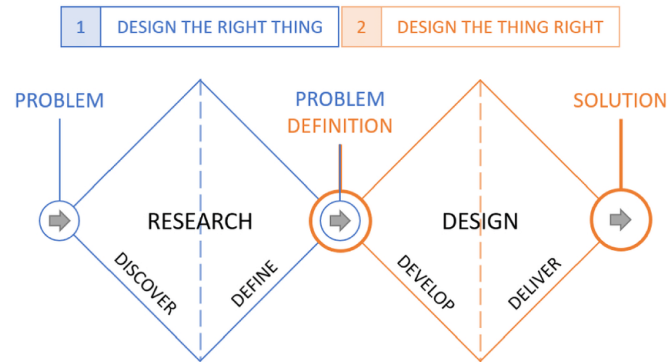 1 DESIGN THE RIGHT THING
2 DESIGN THE THING RIGHT
PROBLEM
PROBLEM
DEFINITION
SOLUTION
RESEARCH
DESIGN
DISCOVER
DEFINE
DEVELOP
DELIVER